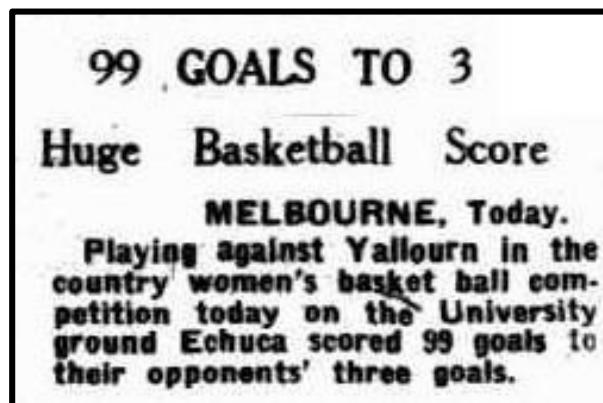 99 GOALS TO 3
Huge Basketball Score
MELBOURNE, Today.
Playing against Yallourn in the
country women's basket ball com-
petition today on the University
ground Echuca scored 99 goals to
their opponents' three goals.